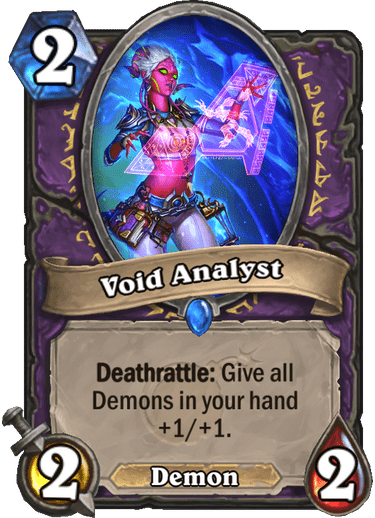 2
Void Analyst
Deathrattle: Give all
Demons in your hand
+1/+1.
2
Demon
2